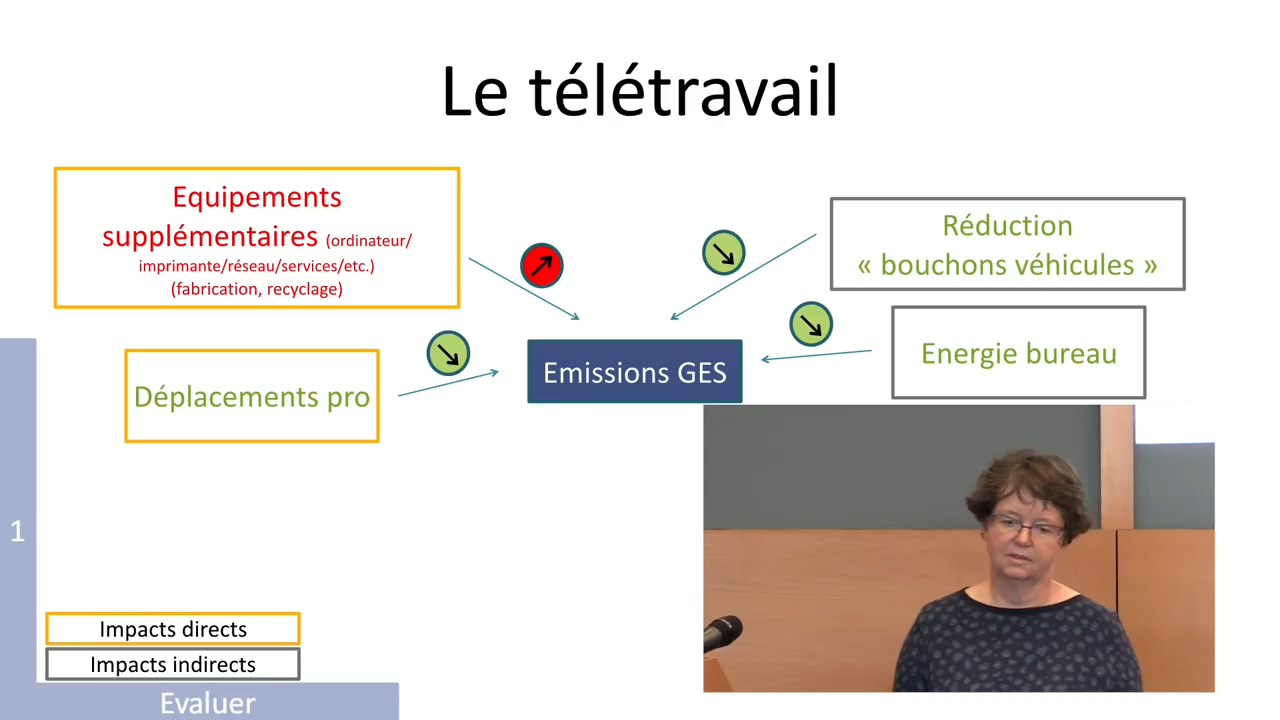 Le télétravail
Equipements
supplémentaires (ordinateur/
imprimante/réseau/services/etc.)
(fabrication, recyclage)
Réduction
« bouchons véhicules »
Energie bureau
Emissions GES
Déplacements pro
1
Impacts directs
Impacts indirects
Evaluer